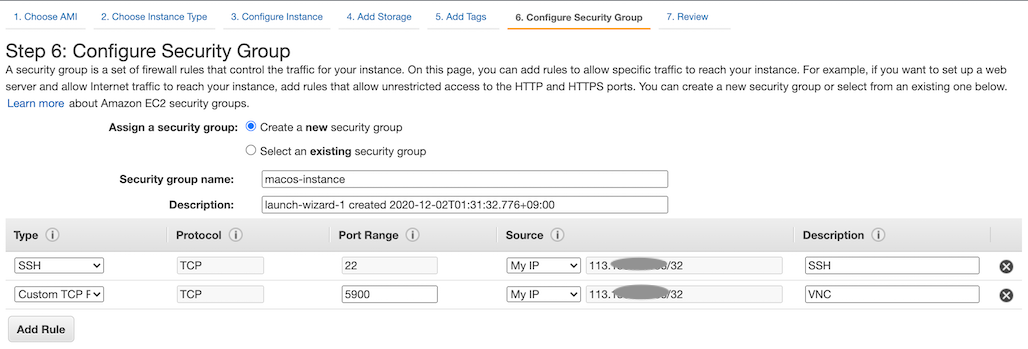 1. Choose AMI 2. Choose Instance Type 3. Configure Instance 4. Add Storage 5. Add Tags 6. Configure Security Group 7. Review
Step 6: Configure Security Group
A security group is a set of firewall rules that control the traffic for your instance. On this page, you can add rules to allow specific traffic to reach your instance. For example, if you want to set up a web
server and allow Internet traffic to reach your instance, add rules that allow unrestricted access to the HTTP and HTTPS ports. You can create a new security group or select from an existing one below.
Learn more about Amazon EC2 security groups.
Assign a security group: Create a new security group
Select an existing security group
Security group name: macos-instance
Description: launch-wizard-1 created 2020-12-02T01:31:32.776+09:00
Type Protocol Port Range Source Description
SSH TCP 22 My IP 113. /32 SSH
Custom TCP TCP 5900 My IP 113. /32 VNC
Add Rule